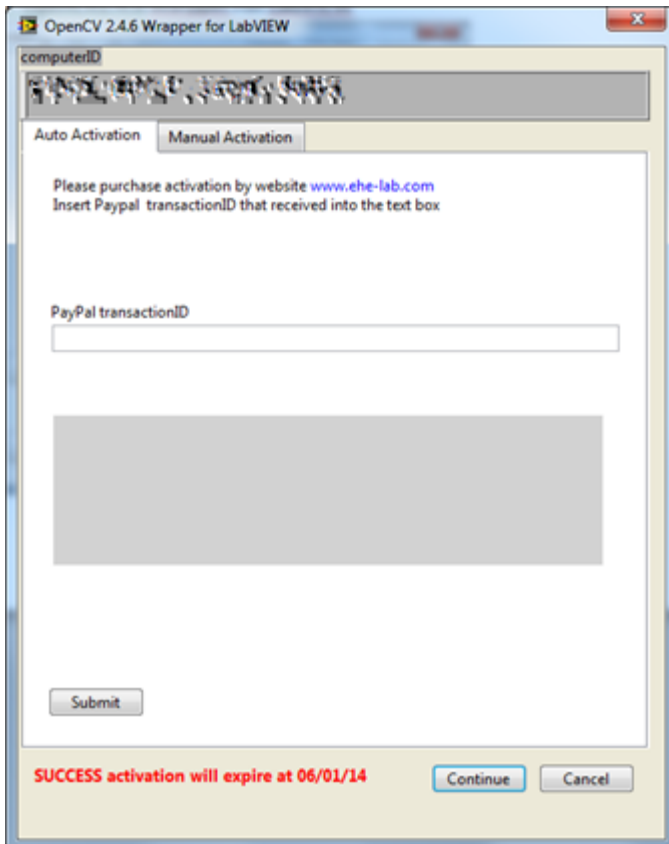 OpenCV 2.4.6 Wrapper for LabVIEW
computerID
Auto Activation
Manual Activation
Please purchase activation by website www.ehe-lab.com
Insert Paypal transactionID that received into the text box
PayPal transactionID
Submit
SUCCESS activation will expire at 06/01/14
Continue
Cancel